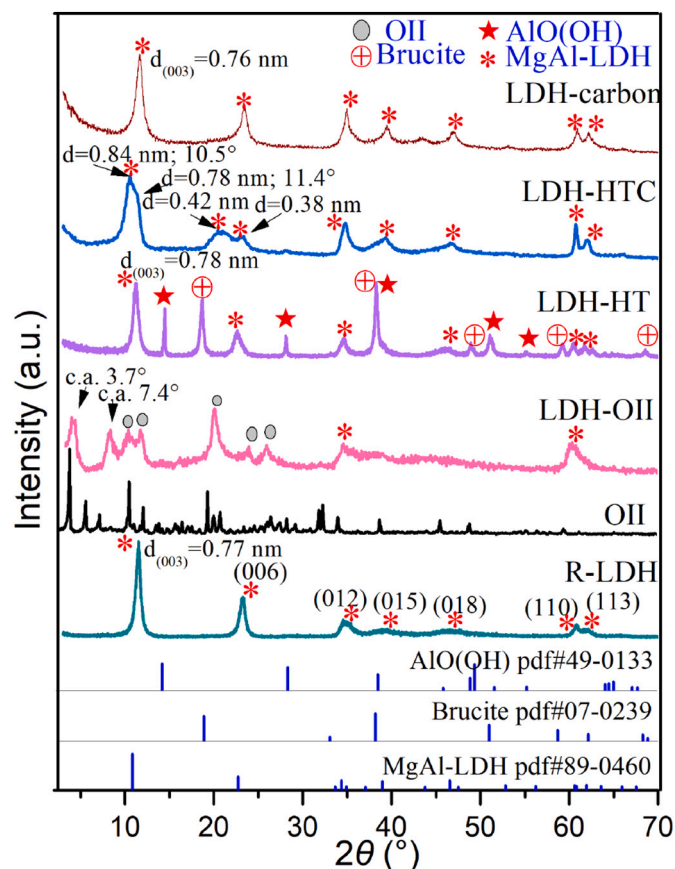 OII AlO(OH)
Brucite MgAl-LDH
d(003)=0.76 nm
LDH-carbon
d=0.84 nm; 10.5°
d=0.78 nm; 11.4°
d=0.42 nm
d=0.38 nm
LDH-HTC
d(003)=0.78 nm
LDH-HT
c.a. 3.7°
c.a. 7.4°
LDH-OII
OII
d(003)=0.77 nm
R-LDH
(006)
(012) (015) (018) (110) (113)
AlO(OH) pdf#49-0133
Brucite pdf#07-0239
MgAl-LDH pdf#89-0460
10 20 30 40 50 60 70
2θ (°)
Intensity (a.u.)